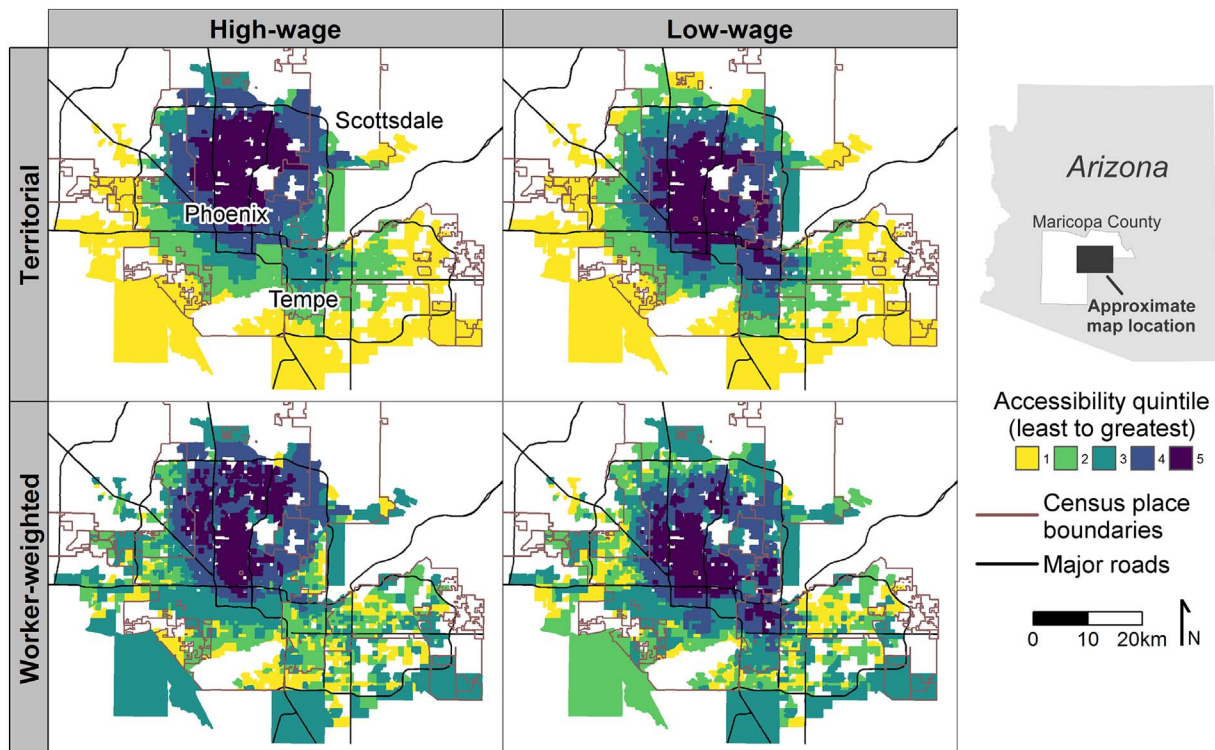 High-wage
Low-wage
Territorial
Scottsdale
Phoenix
Tempe
Worker-weighted
Arizona
Maricopa County
Approximate
map location
Accessibility quintile
(least to greatest)
1 2 3 4 5
Census place
boundaries
Major roads
0 10 20km
N